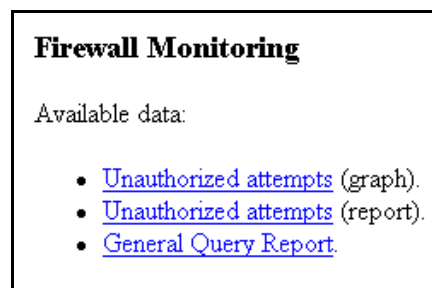 Firewall Monitoring
Available data:
• Unauthorized attempts (graph).
• Unauthorized attempts (report).
• General Query Report.